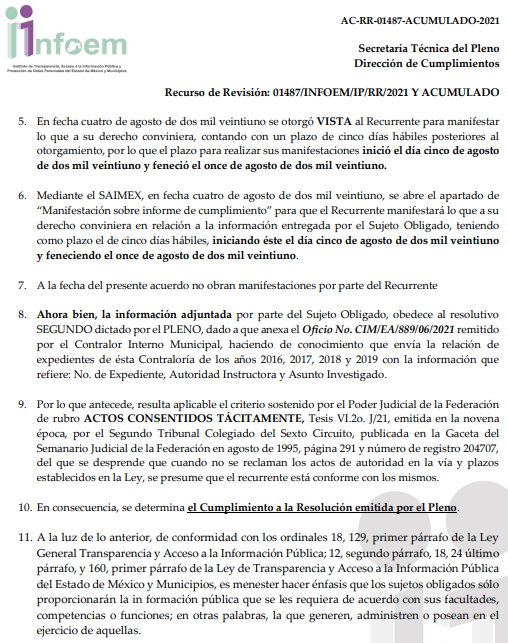 AC-RR-01487-ACUMULADO-2021
infoem
Instituto de Transparencia, Acceso a la Información Pública y
Protección de Datos Personales del Estado de México y Municipios
Secretaría Técnica del Pleno
Dirección de Cumplimientos
Recurso de Revisión: 01487/INFOEM/IP/RR/2021 Y ACUMULADO
5. En fecha cuatro de agosto de dos mil veintiuno se otorgó VISTA al Recurrente para manifestar
lo que a su derecho conviniera, contando con un plazo de cinco días hábiles posteriores al
otorgamiento, por lo que el plazo para realizar sus manifestaciones inició el día cinco de agosto
de dos mil veintiuno y feneció el once de agosto de dos mil veintiuno.
6. Mediante el SAIMEX, en fecha cuatro de agosto de dos mil veintiuno, se abre el apartado de
“Manifestación sobre informe de cumplimiento” para que el Recurrente manifestará lo que a su
derecho conviniera en relación a la información entregada por el Sujeto Obligado, teniendo
como plazo el de cinco días hábiles, iniciando éste el día cinco de agosto de dos mil veintiuno
y feneciendo el once de agosto de dos mil veintiuno.
7. A la fecha del presente acuerdo no obran manifestaciones por parte del Recurrente
8. Ahora bien, la información adjuntada por parte del Sujeto Obligado, obedece al resolutivo
SEGUNDO dictado por el PLENO, dado a que anexa el Oficio No. CIM/EA/889/06/2021 remitido
por el Contralor Interno Municipal, haciendo de conocimiento que envía la relación de
expedientes de ésta Contraloría de los años 2016, 2017, 2018 y 2019 con la información que
refiere: No. de Expediente, Autoridad Instructora y Asunto Investigado.
9. Por lo que antecede, resulta aplicable el criterio sostenido por el Poder Judicial de la Federación
de rubro ACTOS CONSENTIDOS TÁCITAMENTE, Tesis VI.2o. J/21, emitida en la novena
época, por el Segundo Tribunal Colegiado del Sexto Circuito, publicada en la Gaceta del
Semanario Judicial de la Federación en agosto de 1995, página 291 y número de registro 204707,
del que se desprende que cuando no se reclaman los actos de autoridad en la vía y plazos
establecidos en la Ley, se presume que el recurrente está conforme con los mismos.
10. En consecuencia, se determina el Cumplimiento a la Resolución emitida por el Pleno.
11. A la luz de lo anterior, de conformidad con los ordinales 18, 129, primer párrafo de la Ley
General Transparencia y Acceso a la Información Pública; 12, segundo párrafo, 18, 24 último
párrafo, y 160, primer párrafo de la Ley de Transparencia y Acceso a la Información Pública
del Estado de México y Municipios, es menester hacer énfasis que los sujetos obligados sólo
proporcionarán la in formación pública que se les requiera de acuerdo con sus facultades,
competencias o funciones; en otras palabras, la que generen, administren o posean en el
ejercicio de aquellas.